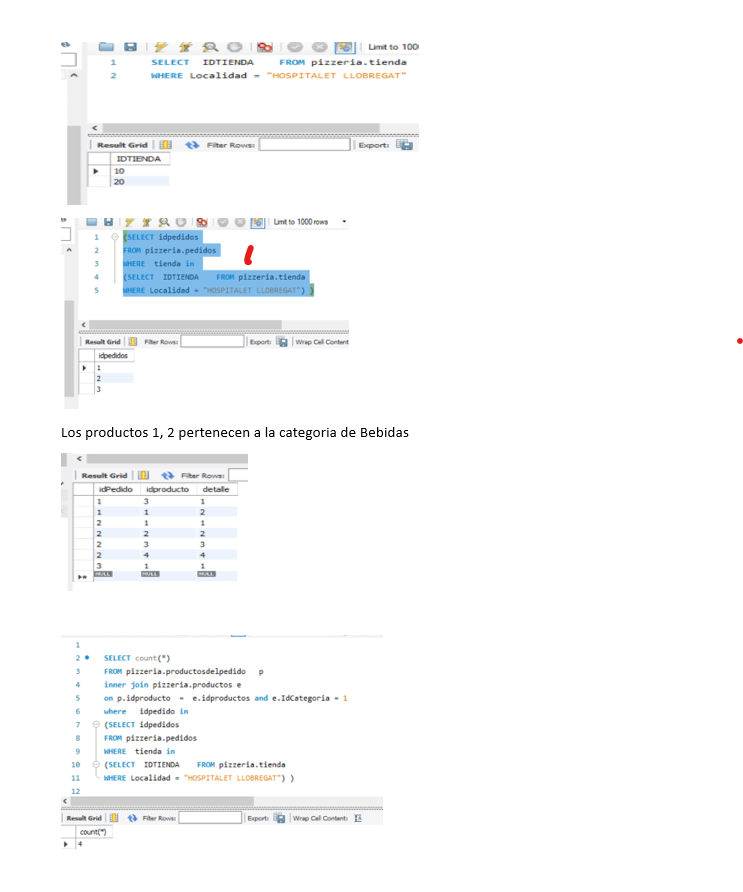 Limit to 100
1 SELECT IDTIENDA FROM pizzeria.tienda
2 WHERE Localidad = "HOSPITALET LLOBREGAT"
Result Grid Filter Rows: Export:
IDTIENDA
10
20
Limit to 1000 rows
1 (SELECT idpedidos
2 FROM pizzeria.pedidos
3 WHERE tienda in
4 (SELECT IDTIENDA FROM pizzeria.tienda
5 WHERE Localidad = "HOSPITALET LLOBREGAT") )
Result Grid Filter Rows: Export: Wrap Cell Content
idpedidos
1
2
3
Los productos 1, 2 pertenecen a la categoria de Bebidas
Result Grid Filter Rows:
idPedido idproducto detalle
1 3 1
1 1 2
2 1 1
2 2 2
2 3 3
2 4 4
3 1 1
NULL NULL NULL
1
2 SELECT count(*)
3 FROM pizzeria.productosdelpedido p
4 inner join pizzeria.productos e
5 on p.idproducto = e.idproductos and e.IdCategoria = 1
6 where idpedido in
7 (SELECT idpedidos
8 FROM pizzeria.pedidos
9 WHERE tienda in
10 (SELECT IDTIENDA FROM pizzeria.tienda
11 WHERE Localidad = "HOSPITALET LLOBREGAT") )
12
Result Grid Filter Rows: Export: Wrap Cell Content: IA
count(*)
4